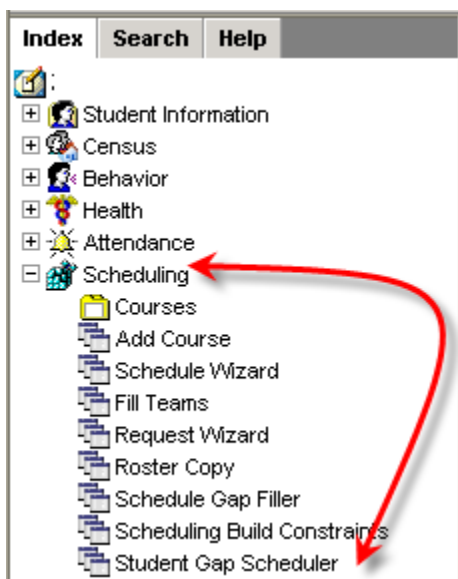 Index Search Help
:
Student Information
Census
Behavior
Health
Attendance
Scheduling
Courses
Add Course
Schedule Wizard
Fill Teams
Request Wizard
Roster Copy
Schedule Gap Filler
Scheduling Build Constraints
Student Gap Scheduler